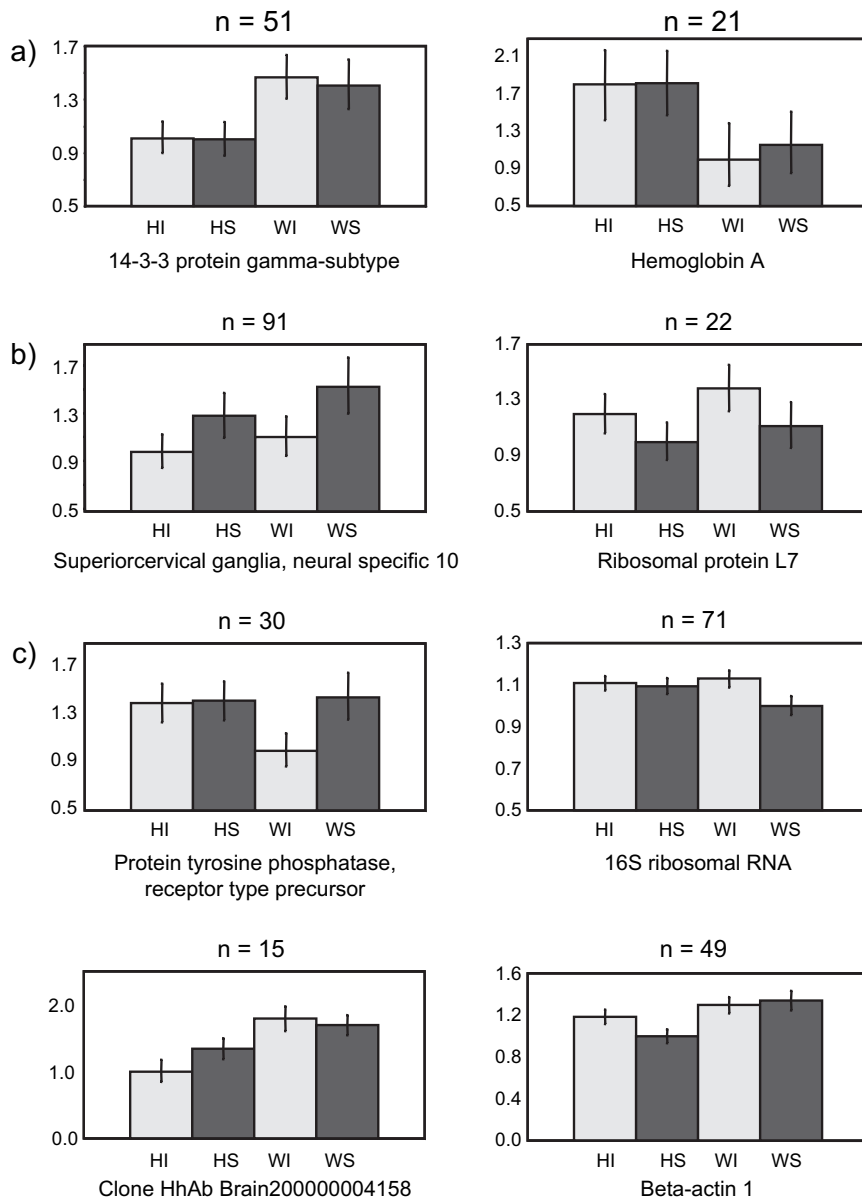 n = 51
n = 21
a)
1.7
1.3
0.9
0.5
HI HS WI WS
14-3-3 protein gamma-subtype
2.1
1.7
1.3
0.9
0.5
HI HS WI WS
Hemoglobin A
n = 91
n = 22
b)
1.7
1.3
0.9
0.5
HI HS WI WS
Superiorcervical ganglia, neural specific 10
1.7
1.3
0.9
0.5
HI HS WI WS
Ribosomal protein L7
n = 30
n = 71
c)
1.7
1.3
0.9
0.5
HI HS WI WS
Protein tyrosine phosphatase,
receptor type precursor
1.3
1.1
0.9
0.7
0.5
HI HS WI WS
16S ribosomal RNA
n = 15
n = 49
2.0
1.0
0.0
HI HS WI WS
Clone HhAb Brain200000004158
1.6
1.2
0.8
0.4
0.0
HI HS WI WS
Beta-actin 1